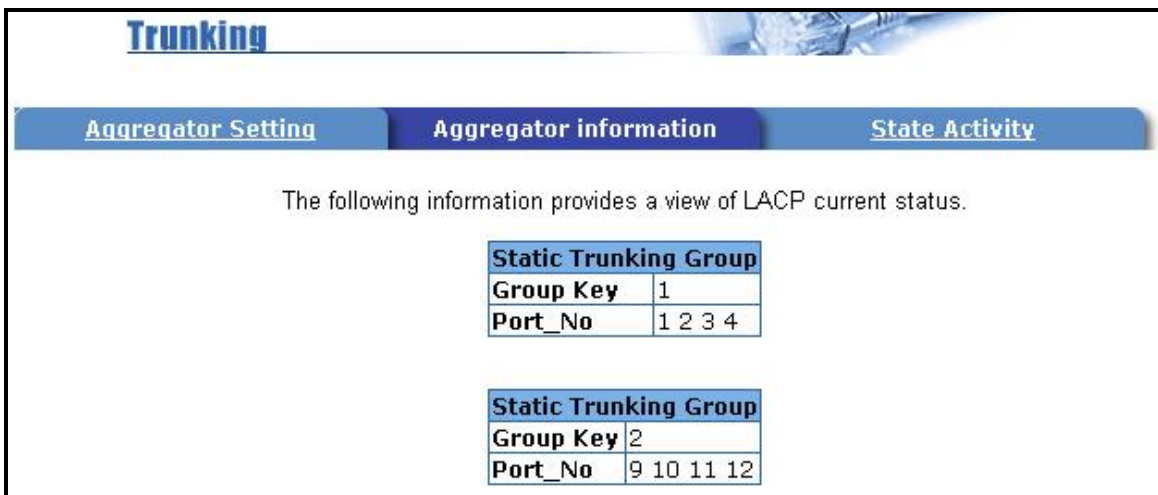 Trunking
Aggregator Setting Aggregator information State Activity
The following information provides a view of LACP current status.
Static Trunking Group
Group Key 1
Port_No 1 2 3 4
Static Trunking Group
Group Key 2
Port_No 9 10 11 12